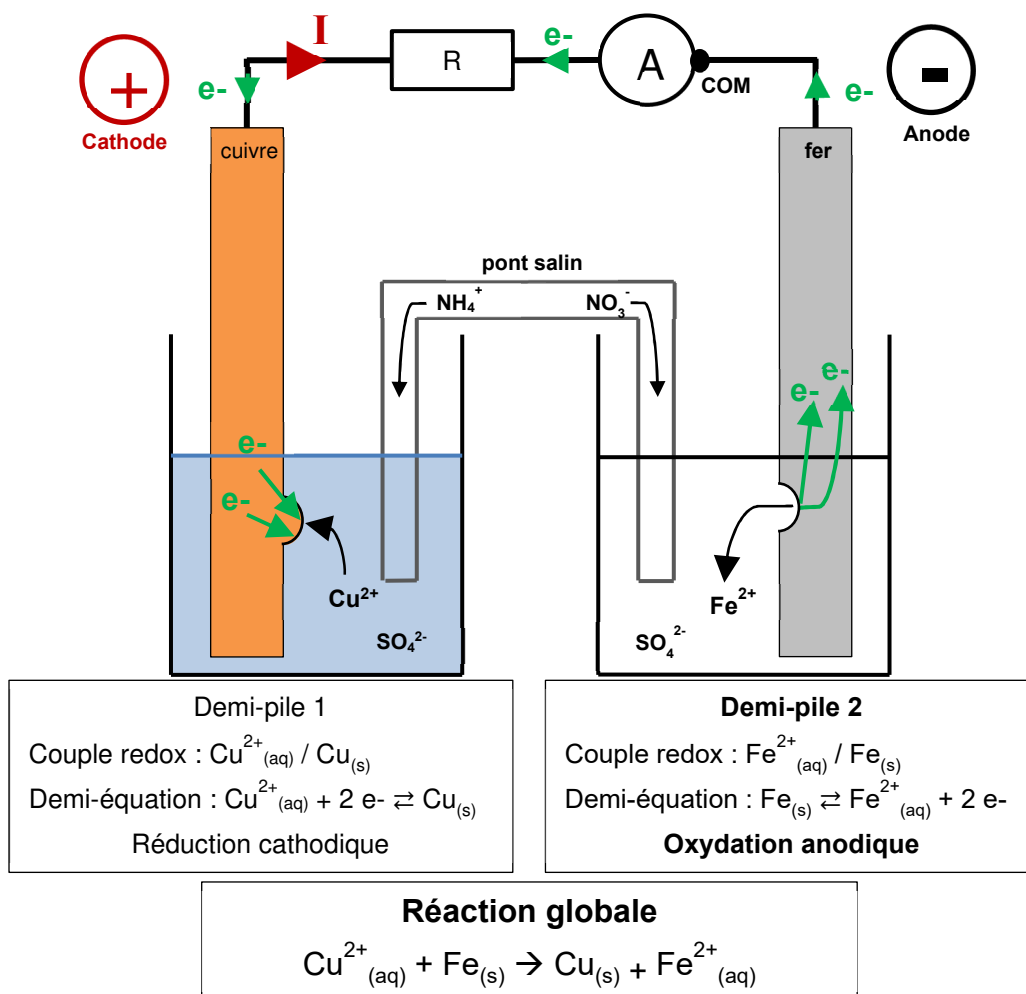 I
e-
R
e-
A
COM
e-
+
-
Cathode
Anode
cuivre
fer
pont salin
NH₄⁺
NO₃⁻
e-
e-
e-
e-
Cu²⁺
Fe²⁺
SO₄²⁻
SO₄²⁻
Demi-pile 1
Couple redox : Cu²⁺(aq) / Cu(s)
Demi-équation : Cu²⁺(aq) + 2 e- ⇄ Cu(s)
Réduction cathodique
Demi-pile 2
Couple redox : Fe²⁺(aq) / Fe(s)
Demi-équation : Fe(s) ⇄ Fe²⁺(aq) + 2 e-
Oxydation anodique
Réaction globale
Cu²⁺(aq) + Fe(s) → Cu(s) + Fe²⁺(aq)